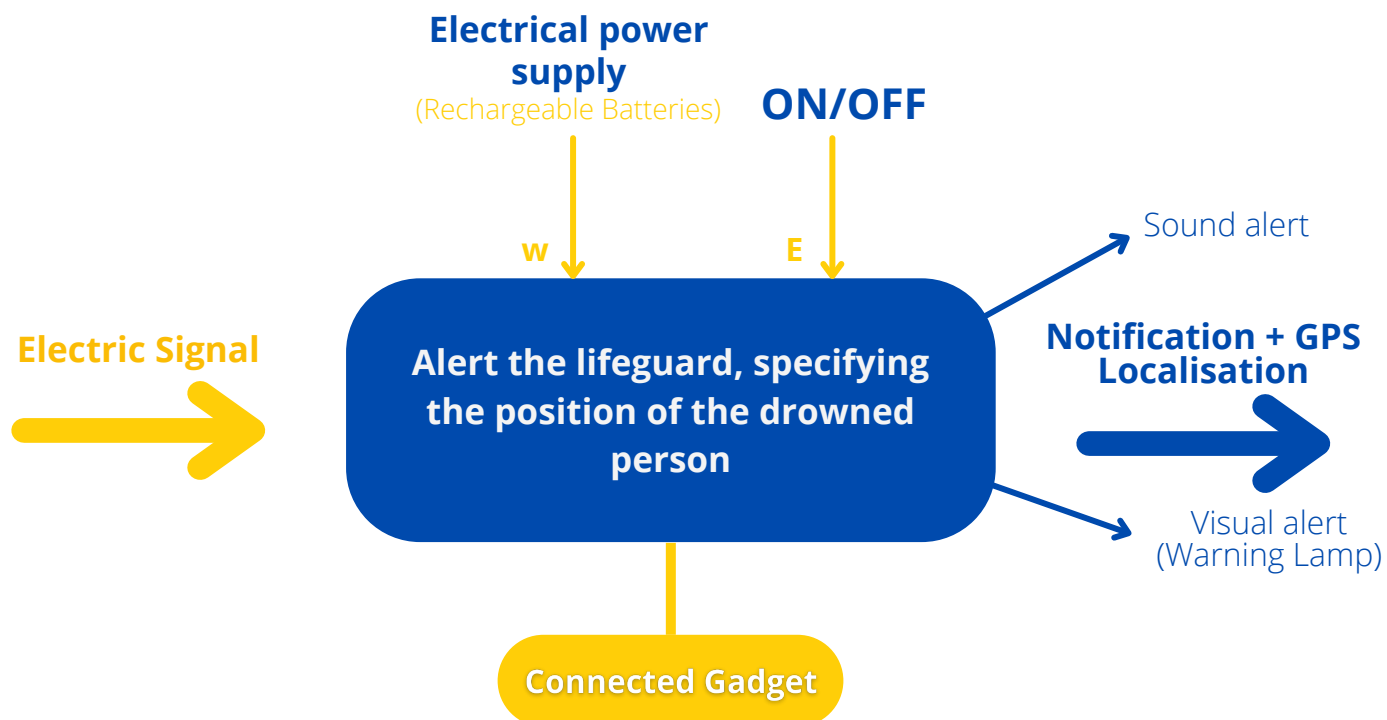 Electrical power
supply
(Rechargeable Batteries)
ON/OFF
w
E
Sound alert
Electric Signal
Alert the lifeguard, specifying
the position of the drowned
person
Notification + GPS
Localisation
Visual alert
(Warning Lamp)
Connected Gadget